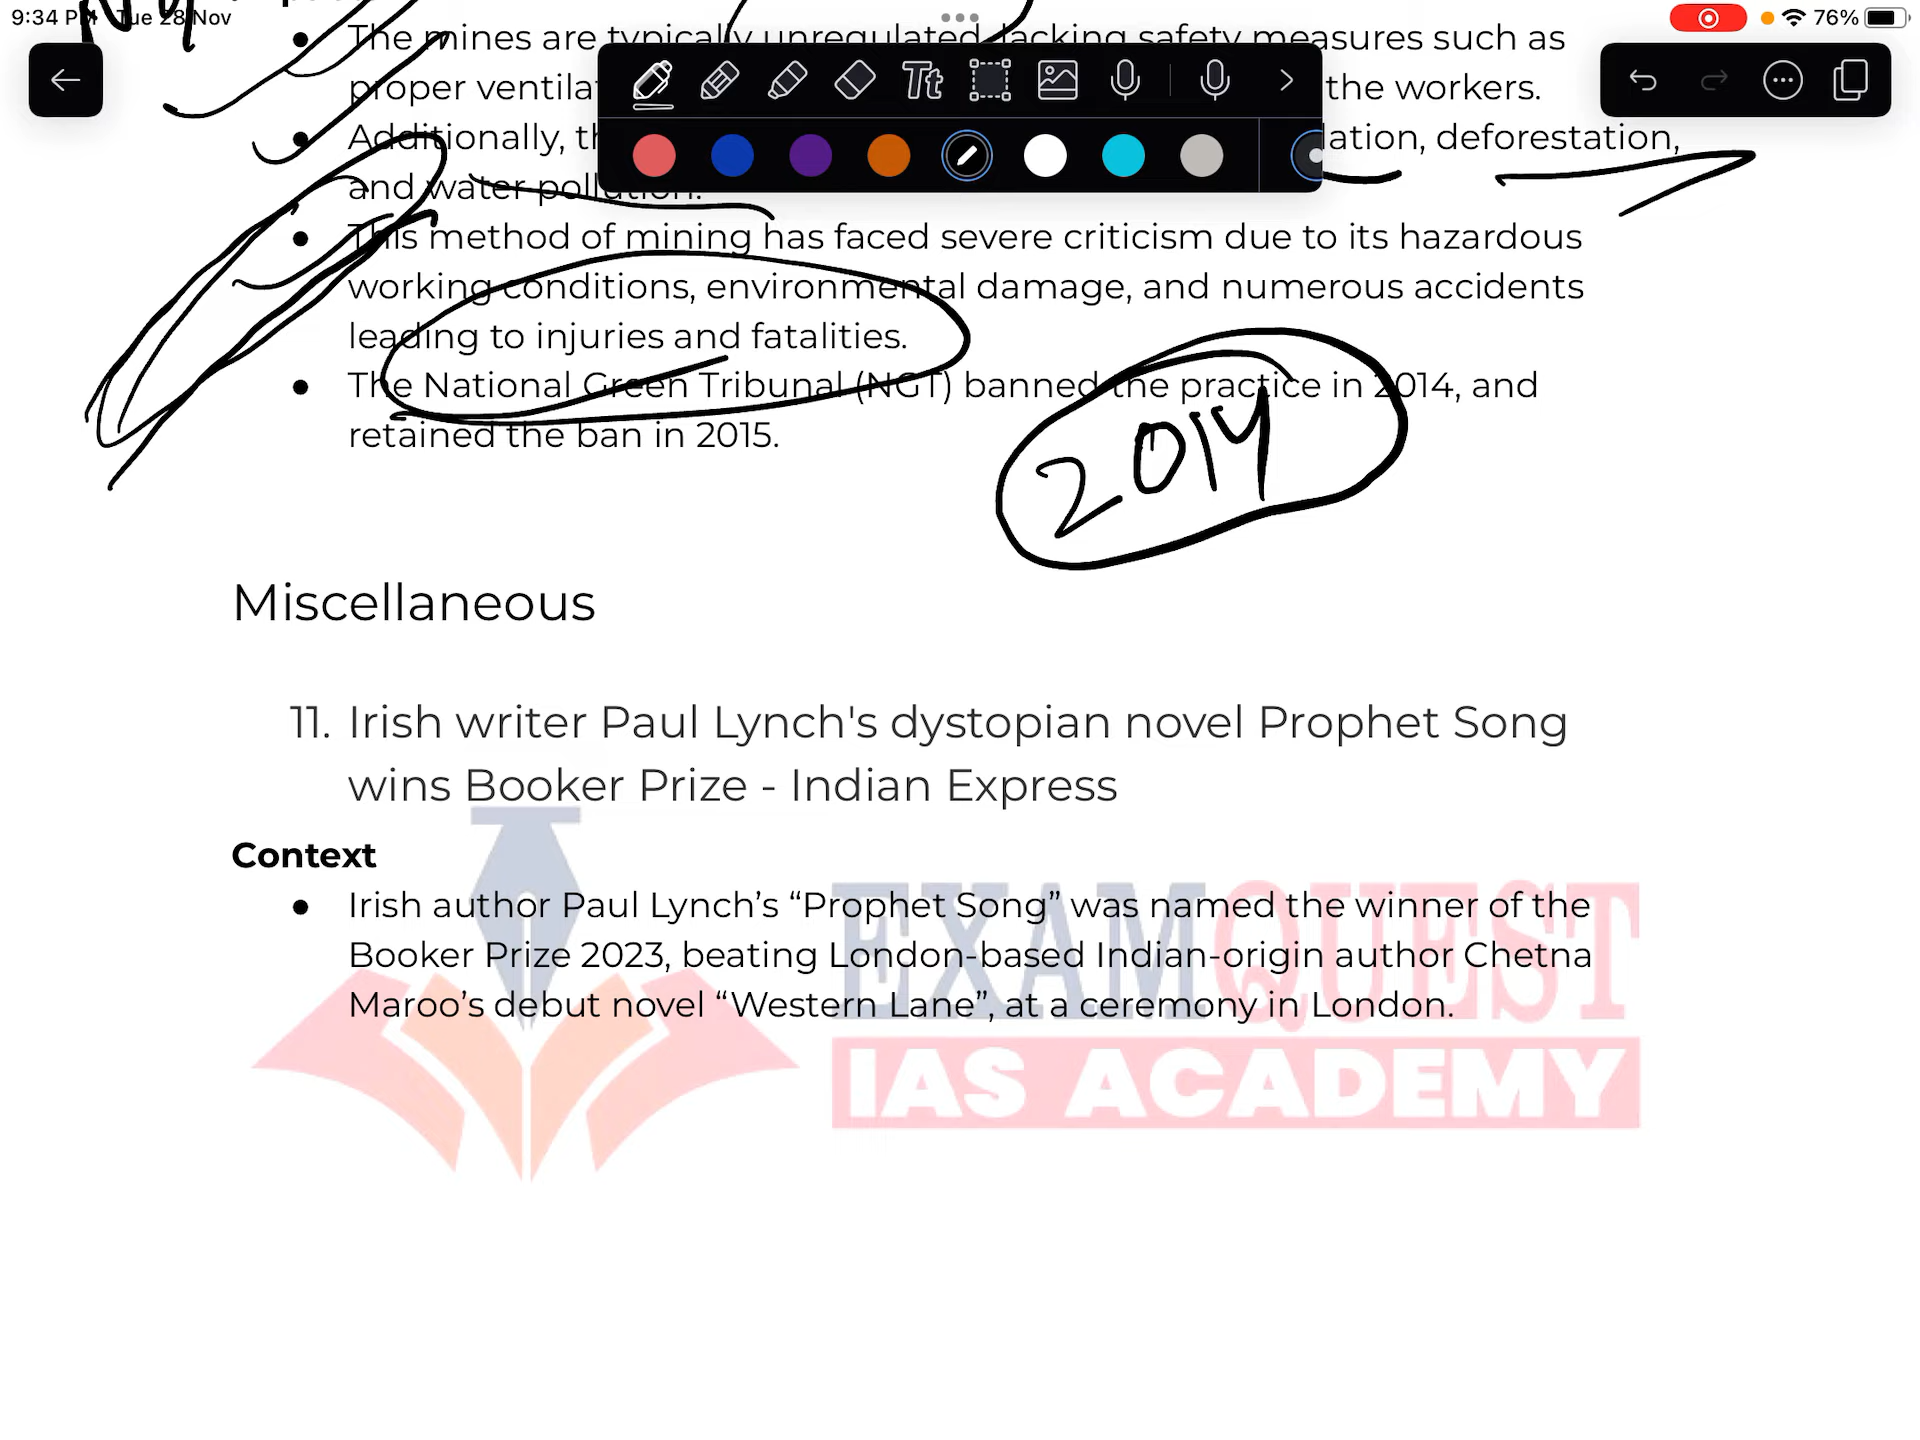 9:34 PM Tue 28 Nov
76%
The mines are typically unregulated, lacking safety measures such as
proper ventila the workers.
Additionally, th lation, deforestation,
and water pollution.
This method of mining has faced severe criticism due to its hazardous
working conditions, environmental damage, and numerous accidents
leading to injuries and fatalities.
The National Green Tribunal (NGT) banned the practice in 2014, and
retained the ban in 2015.
2014
Miscellaneous
11. Irish writer Paul Lynch's dystopian novel Prophet Song
wins Booker Prize - Indian Express
Context
Irish author Paul Lynch’s “Prophet Song” was named the winner of the
Booker Prize 2023, beating London-based Indian-origin author Chetna
Maroo’s debut novel “Western Lane”, at a ceremony in London.
EXAMQUEST
IAS ACADEMY
Tt